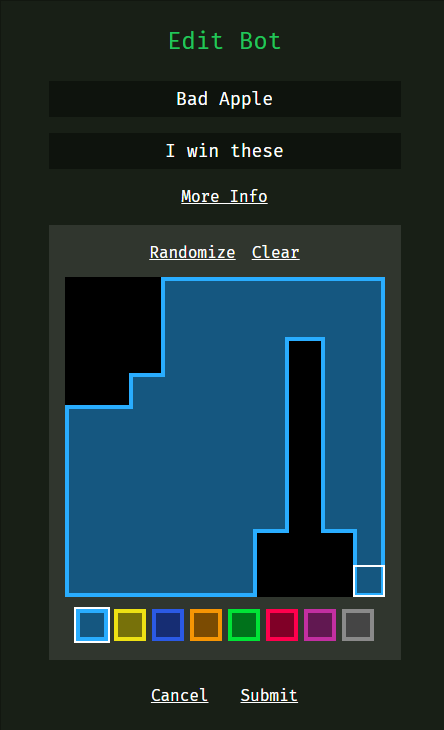 Edit Bot
Bad Apple
I win these
More Info
Randomize Clear
Cancel Submit